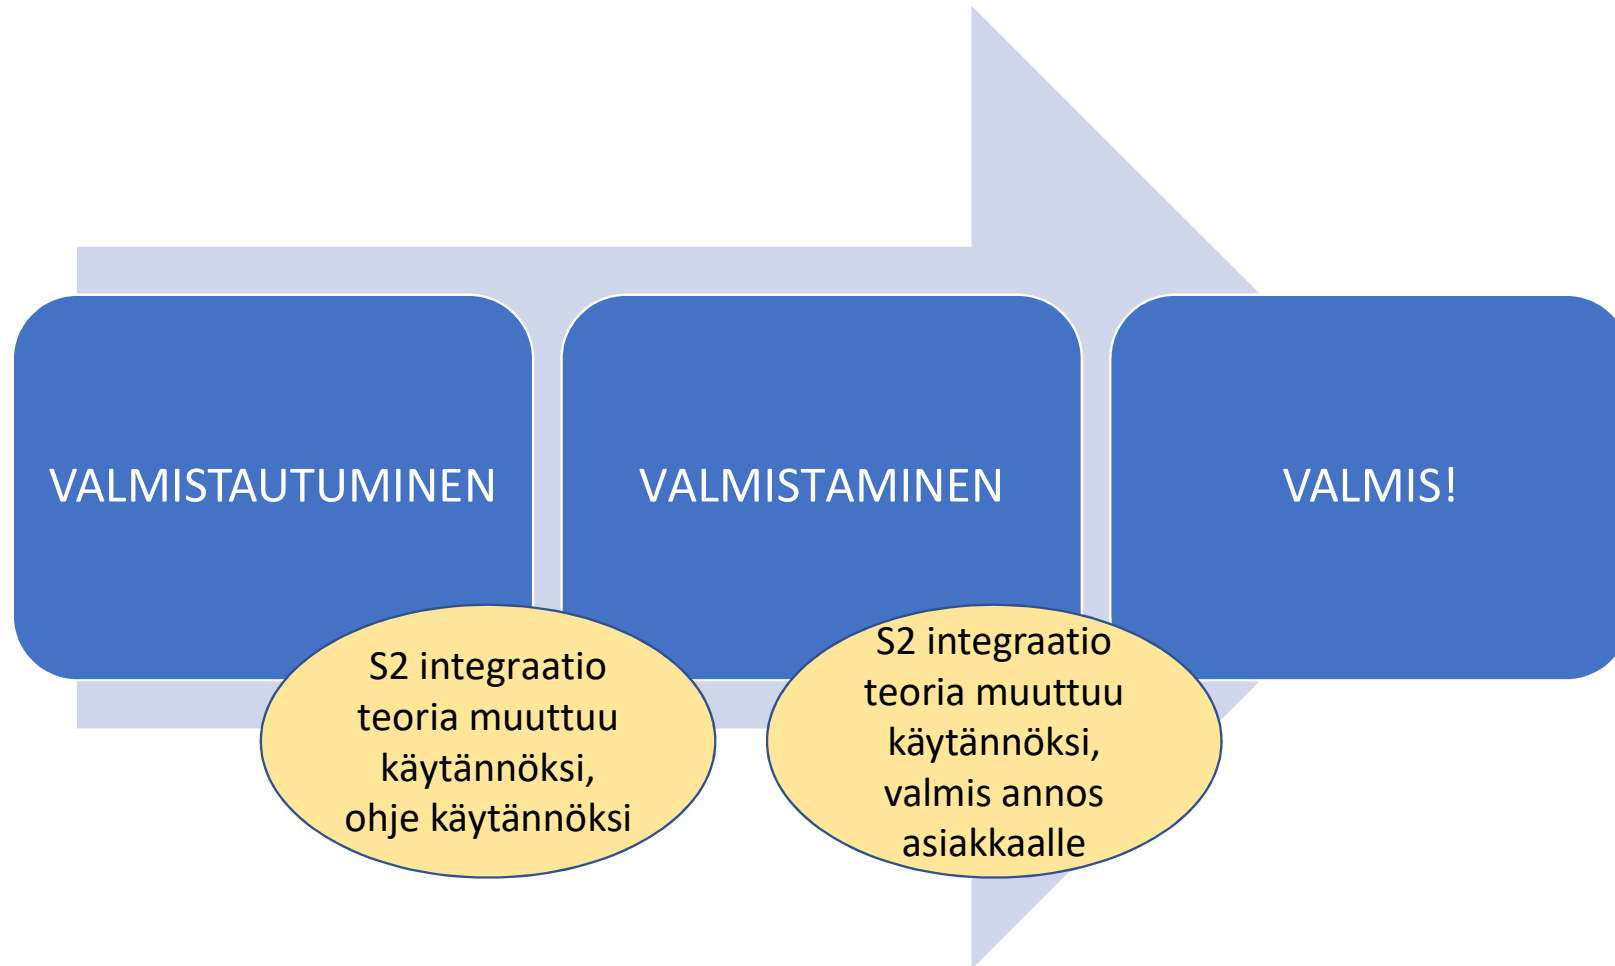 VALMISTAUTUMINEN
VALMISTAMINEN
VALMIS!
S2 integraatio
teoria muuttuu
käytännöksi,
ohje käytännöksi
S2 integraatio
teoria muuttuu
käytännöksi,
valmis annos
asiakkaalle